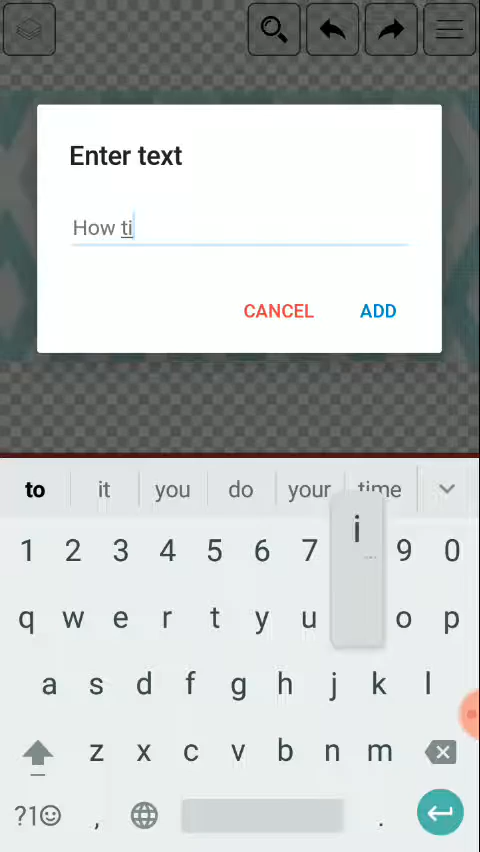 Enter text
How ti
CANCEL ADD
to it you do your time
1 2 3 4 5 6 7 9 0
i
q w e r t y u o p
a s d f g h j k l
z x c v b n m
?1☺ , .